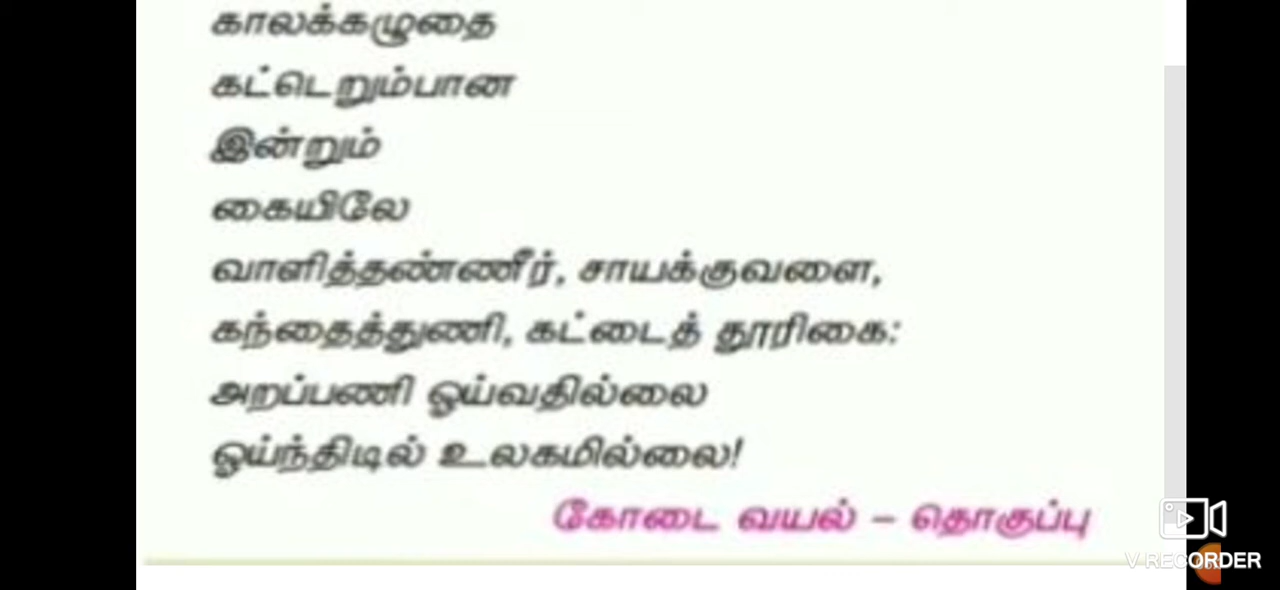 காலக்கழுதை
கட்டெறும்பான
இன்றும்
கையிலே
வாளித்தண்ணீர், சாயக்குவளை,
கந்தைத்துணி, கட்டைத் தூரிகை:
அறப்பணி ஓய்வதில்லை
ஓய்ந்திடில் உலகமில்லை!
கோடை வயல் – தொகுப்பு
V RECORDER